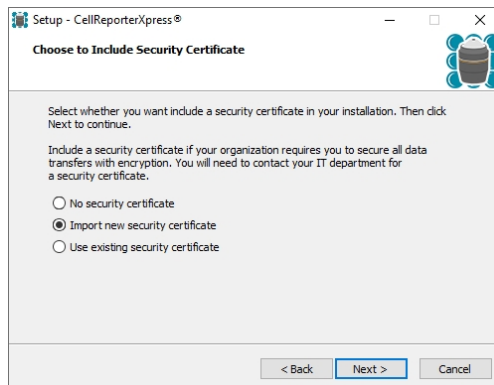 Setup - CellReporterXpress®
Choose to Include Security Certificate
Select whether you want include a security certificate in your installation. Then click
Next to continue.
Include a security certificate if your organization requires you to secure all data
transfers with encryption. You will need to contact your IT department for
a security certificate.
No security certificate
Import new security certificate
Use existing security certificate
< Back
Next >
Cancel